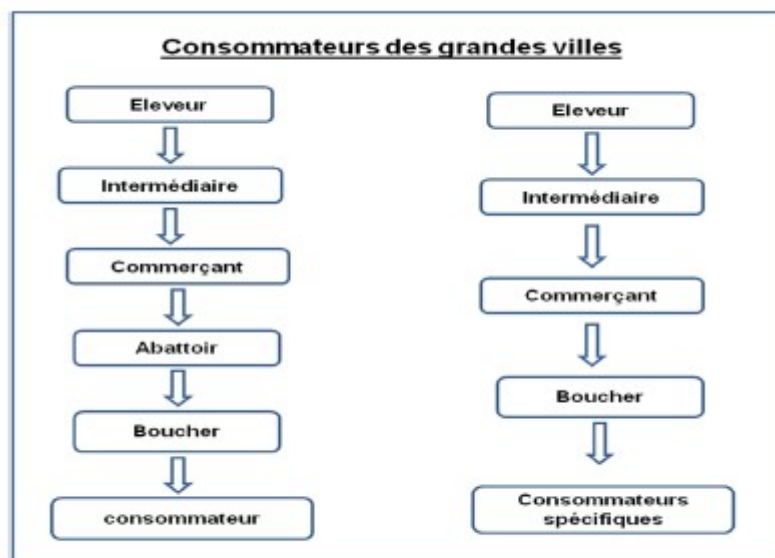 Consommateurs des grandes villes
Eleveur
Intermédiaire
Commerçant
Abattoir
Boucher
consommateur
Eleveur
Intermédiaire
Commerçant
Boucher
Consommateurs
spécifiques